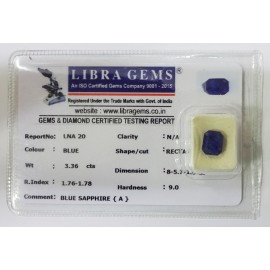 LIBRA GEMS
An ISO Certified Gems Company 9001 - 2015
Registered Under the Trade Marks with Govt. of India
website : www.libragems.co.in
GEMS & DIAMOND CERTIFIED TESTING REPORT
ReportNo: LNA 20 Clarity : N/A
Colour : BLUE Shape/cut :
Wt : 3.36 cts Dimension :
R.Index : 1.76-1.78 Hardness : 9.0
Comment : BLUE SAPPHIRE { A }